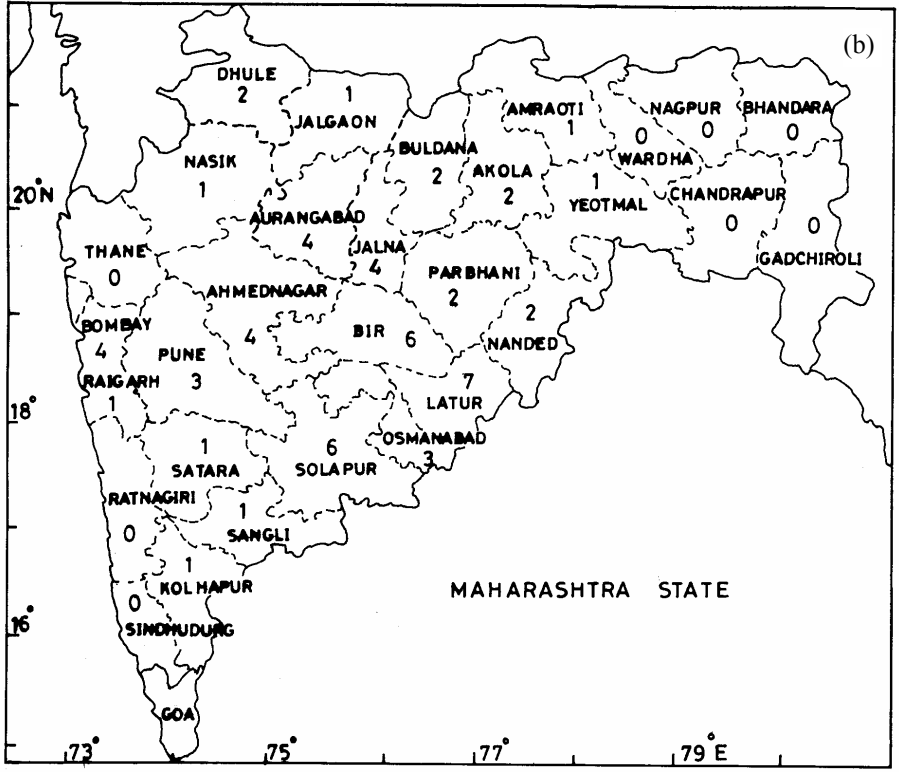 (b)
DHULE
2
1
JALGAON
AMRAOTI
1
NAGPUR
0
BHANDARA
0
0
WARDHA
BULDANA
2
AKOLA
2
NASIK
1
1
YEOTMAL
CHANDRAPUR
0
0
GADCHIROLI
20°N
AURANGABAD
4
JALNA
4
THANE
0
PARBHANI
2
AHMEDNAGAR
4
BIR 6
2
NANDED
BOMBAY
4
PUNE
3
RAIGARH
1
7
LATUR
18°
OSMANABAD
3
1
SATARA
6
SOLAPUR
RATNAGIRI
0
1
SANGLI
1
KOLHAPUR
MAHARASHTRA STATE
0
SINDHUDURG
16°
GOA
73° 75° 77° 79°E